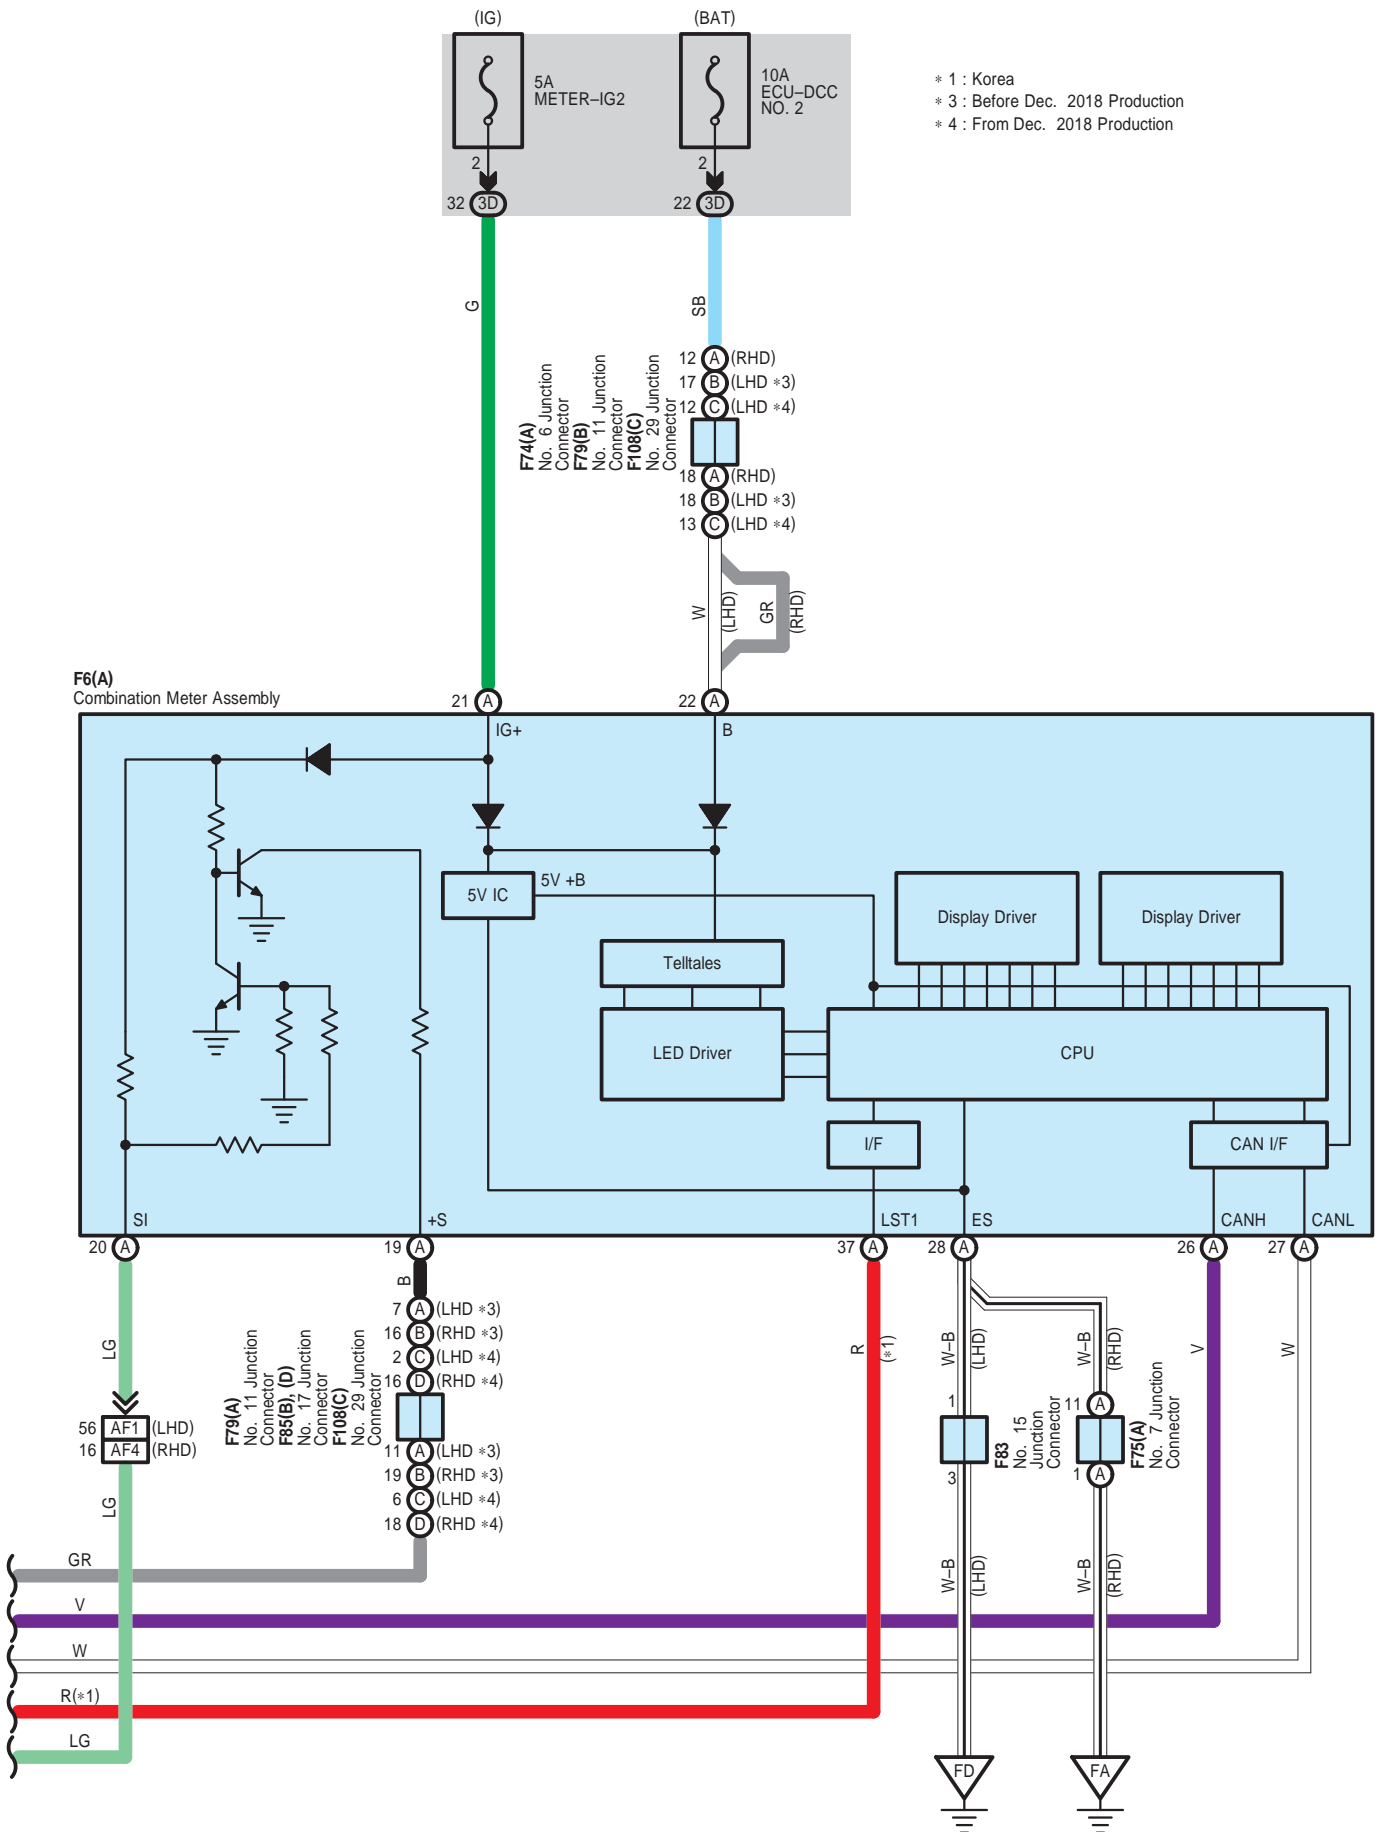 (IG)
(BAT)
5A
METER–IG2
10A
ECU–DCC
NO. 2
∗ 1 : Korea
∗ 3 : Before Dec. 2018 Production
∗ 4 : From Dec. 2018 Production
2
2
32 3D
22 3D
G
SB
12 A (RHD)
17 B (LHD ∗3)
12 C (LHD ∗4)
F74(A)
No. 6 Junction
Connector
F79(B)
No. 11 Junction
Connector
F108(C)
No. 29 Junction
Connector
18 A (RHD)
18 B (LHD ∗3)
13 C (LHD ∗4)
W
(LHD)
GR
(RHD)
F6(A)
Combination Meter Assembly
21 A
22 A
IG+
B
5V IC
5V +B
Display Driver
Display Driver
Telltales
LED Driver
CPU
I/F
CAN I/F
SI
+S
LST1
ES
CANH
CANL
20 A
19 A
37 A
28 A
26 A
27 A
B
LG
7 A (LHD ∗3)
16 B (RHD ∗3)
2 C (LHD ∗4)
16 D (RHD ∗4)
F79(A)
No. 11 Junction
Connector
F85(B), (D)
No. 17 Junction
Connector
F108(C)
No. 29 Junction
Connector
11 A (LHD ∗3)
19 B (RHD ∗3)
6 C (LHD ∗4)
18 D (RHD ∗4)
56 AF1 (LHD)
16 AF4 (RHD)
LG
R
(∗1)
W–B
(LHD)
W–B
(RHD)
V
W
1
F83
No. 15
Junction
Connector
3
11 A
F75(A)
No. 7 Junction
Connector
1 A
W–B
(LHD)
W–B
(RHD)
GR
V
W
R(∗1)
LG
FD
FA